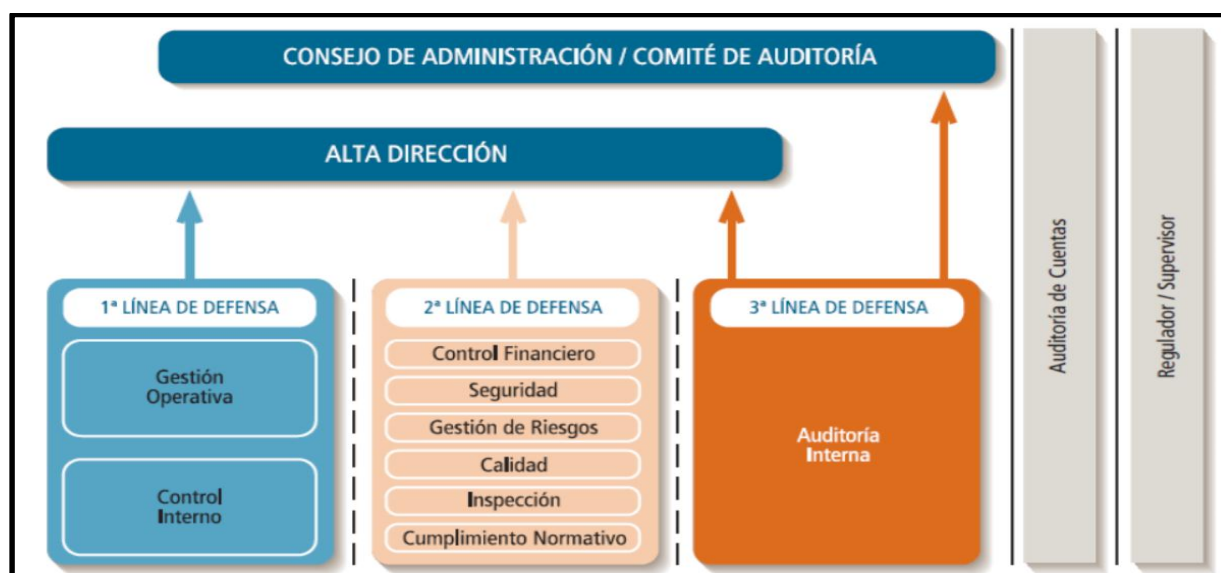 CONSEJO DE ADMINISTRACIÓN / COMITÉ DE AUDITORÍA
ALTA DIRECCIÓN
1ª LÍNEA DE DEFENSA
Gestión
Operativa
Control
Interno
2ª LÍNEA DE DEFENSA
Control Financiero
Seguridad
Gestión de Riesgos
Calidad
Inspección
Cumplimiento Normativo
3ª LÍNEA DE DEFENSA
Auditoría
Interna
Auditoría de Cuentas
Regulador / Supervisor